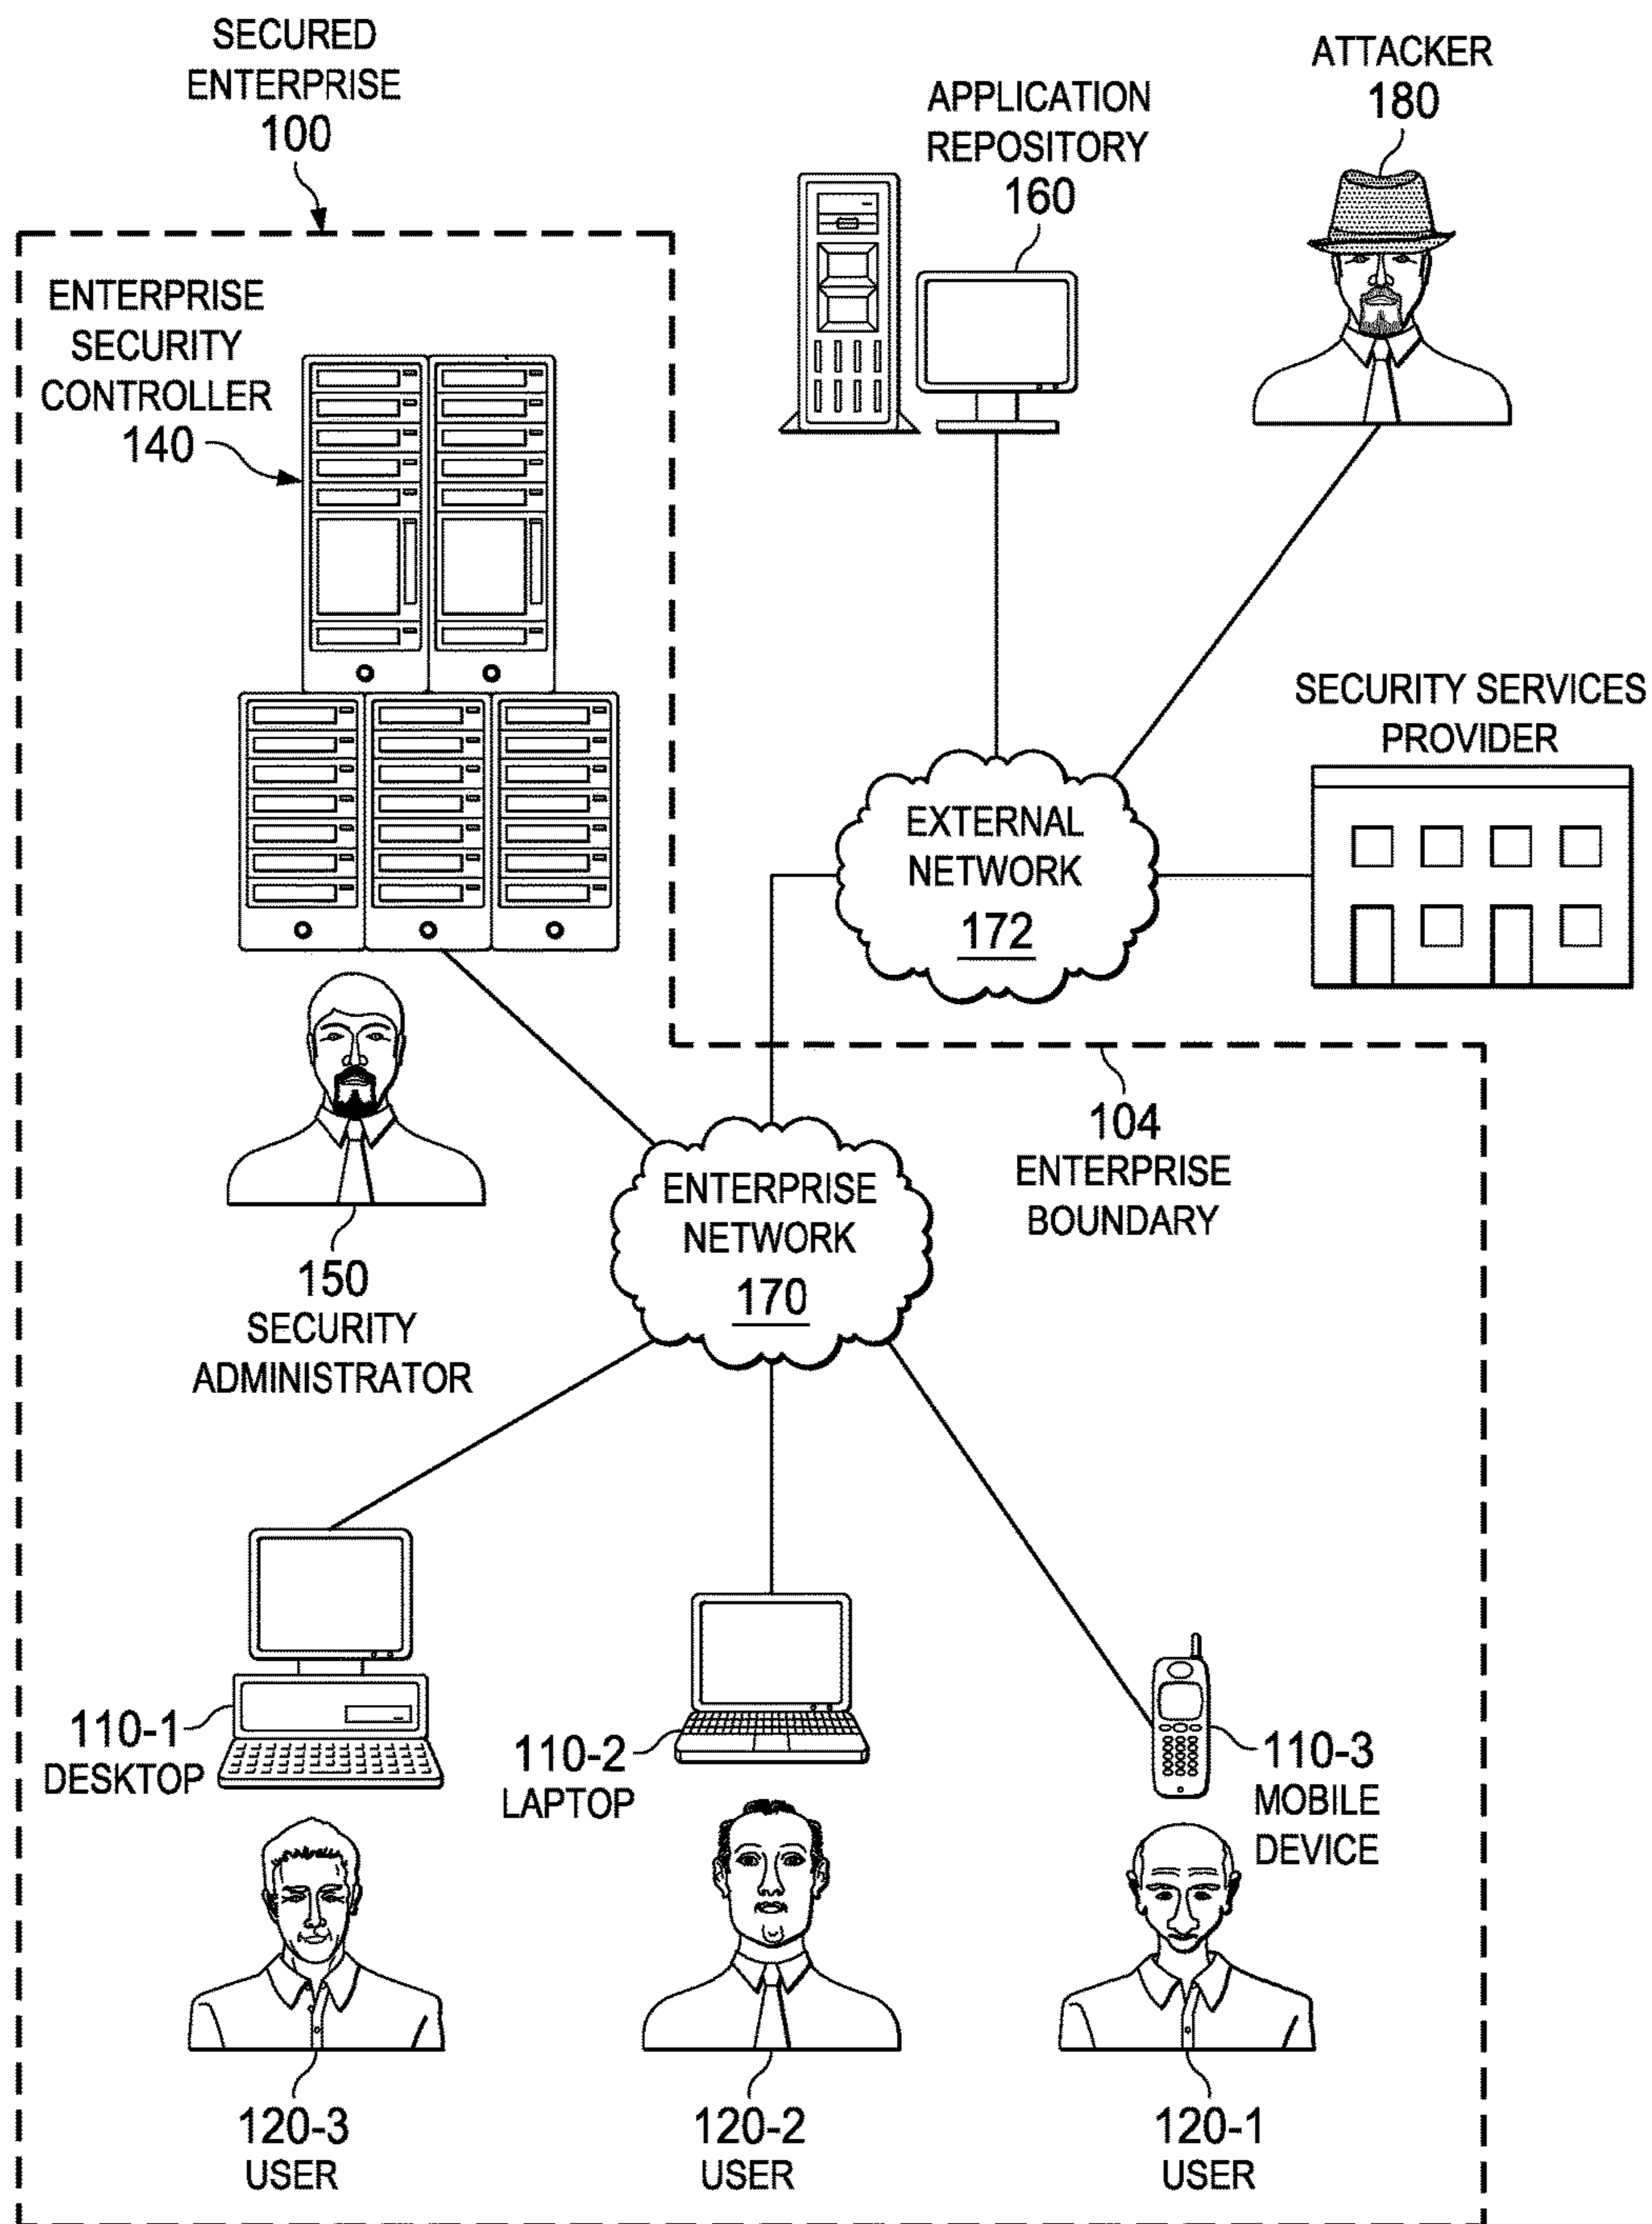 SECURED
ENTERPRISE
100
ATTACKER
180
APPLICATION
REPOSITORY
160
ENTERPRISE
SECURITY
CONTROLLER
140
SECURITY SERVICES
PROVIDER
EXTERNAL
NETWORK
172
104
ENTERPRISE
BOUNDARY
ENTERPRISE
NETWORK
170
150
SECURITY
ADMINISTRATOR
110-1
DESKTOP
110-2
LAPTOP
110-3
MOBILE
DEVICE
120-3
USER
120-2
USER
120-1
USER